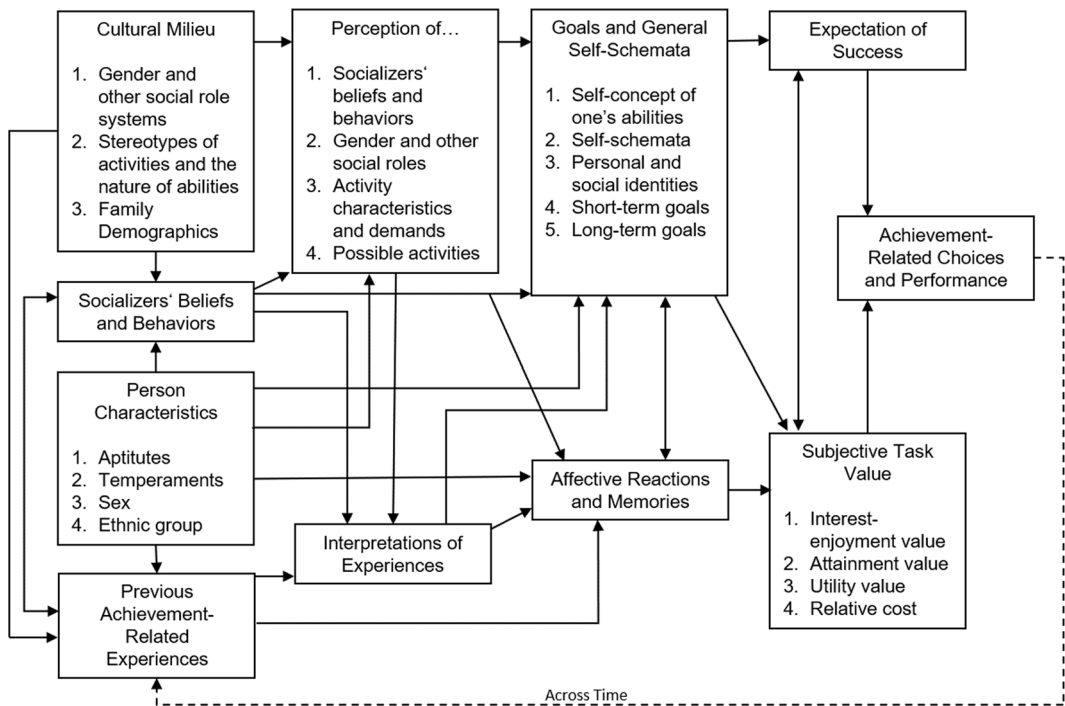 Cultural Milieu
1. Gender and
other social role
systems
2. Stereotypes of
activities and the
nature of abilities
3. Family
Demographics
Perception of…
1. Socializers‘
beliefs and
behaviors
2. Gender and other
social roles
3. Activity
characteristics
and demands
4. Possible activities
Goals and General
Self-Schemata
1. Self-concept of
one’s abilities
2. Self-schemata
3. Personal and
social identities
4. Short-term goals
5. Long-term goals
Expectation of
Success
Achievement-
Related Choices
and Performance
Socializers‘ Beliefs
and Behaviors
Person
Characteristics
1. Aptitutes
2. Temperaments
3. Sex
4. Ethnic group
Previous
Achievement-
Related
Experiences
Interpretations of
Experiences
Affective Reactions
and Memories
Subjective Task
Value
1. Interest-
enjoyment value
2. Attainment value
3. Utility value
4. Relative cost
Across Time